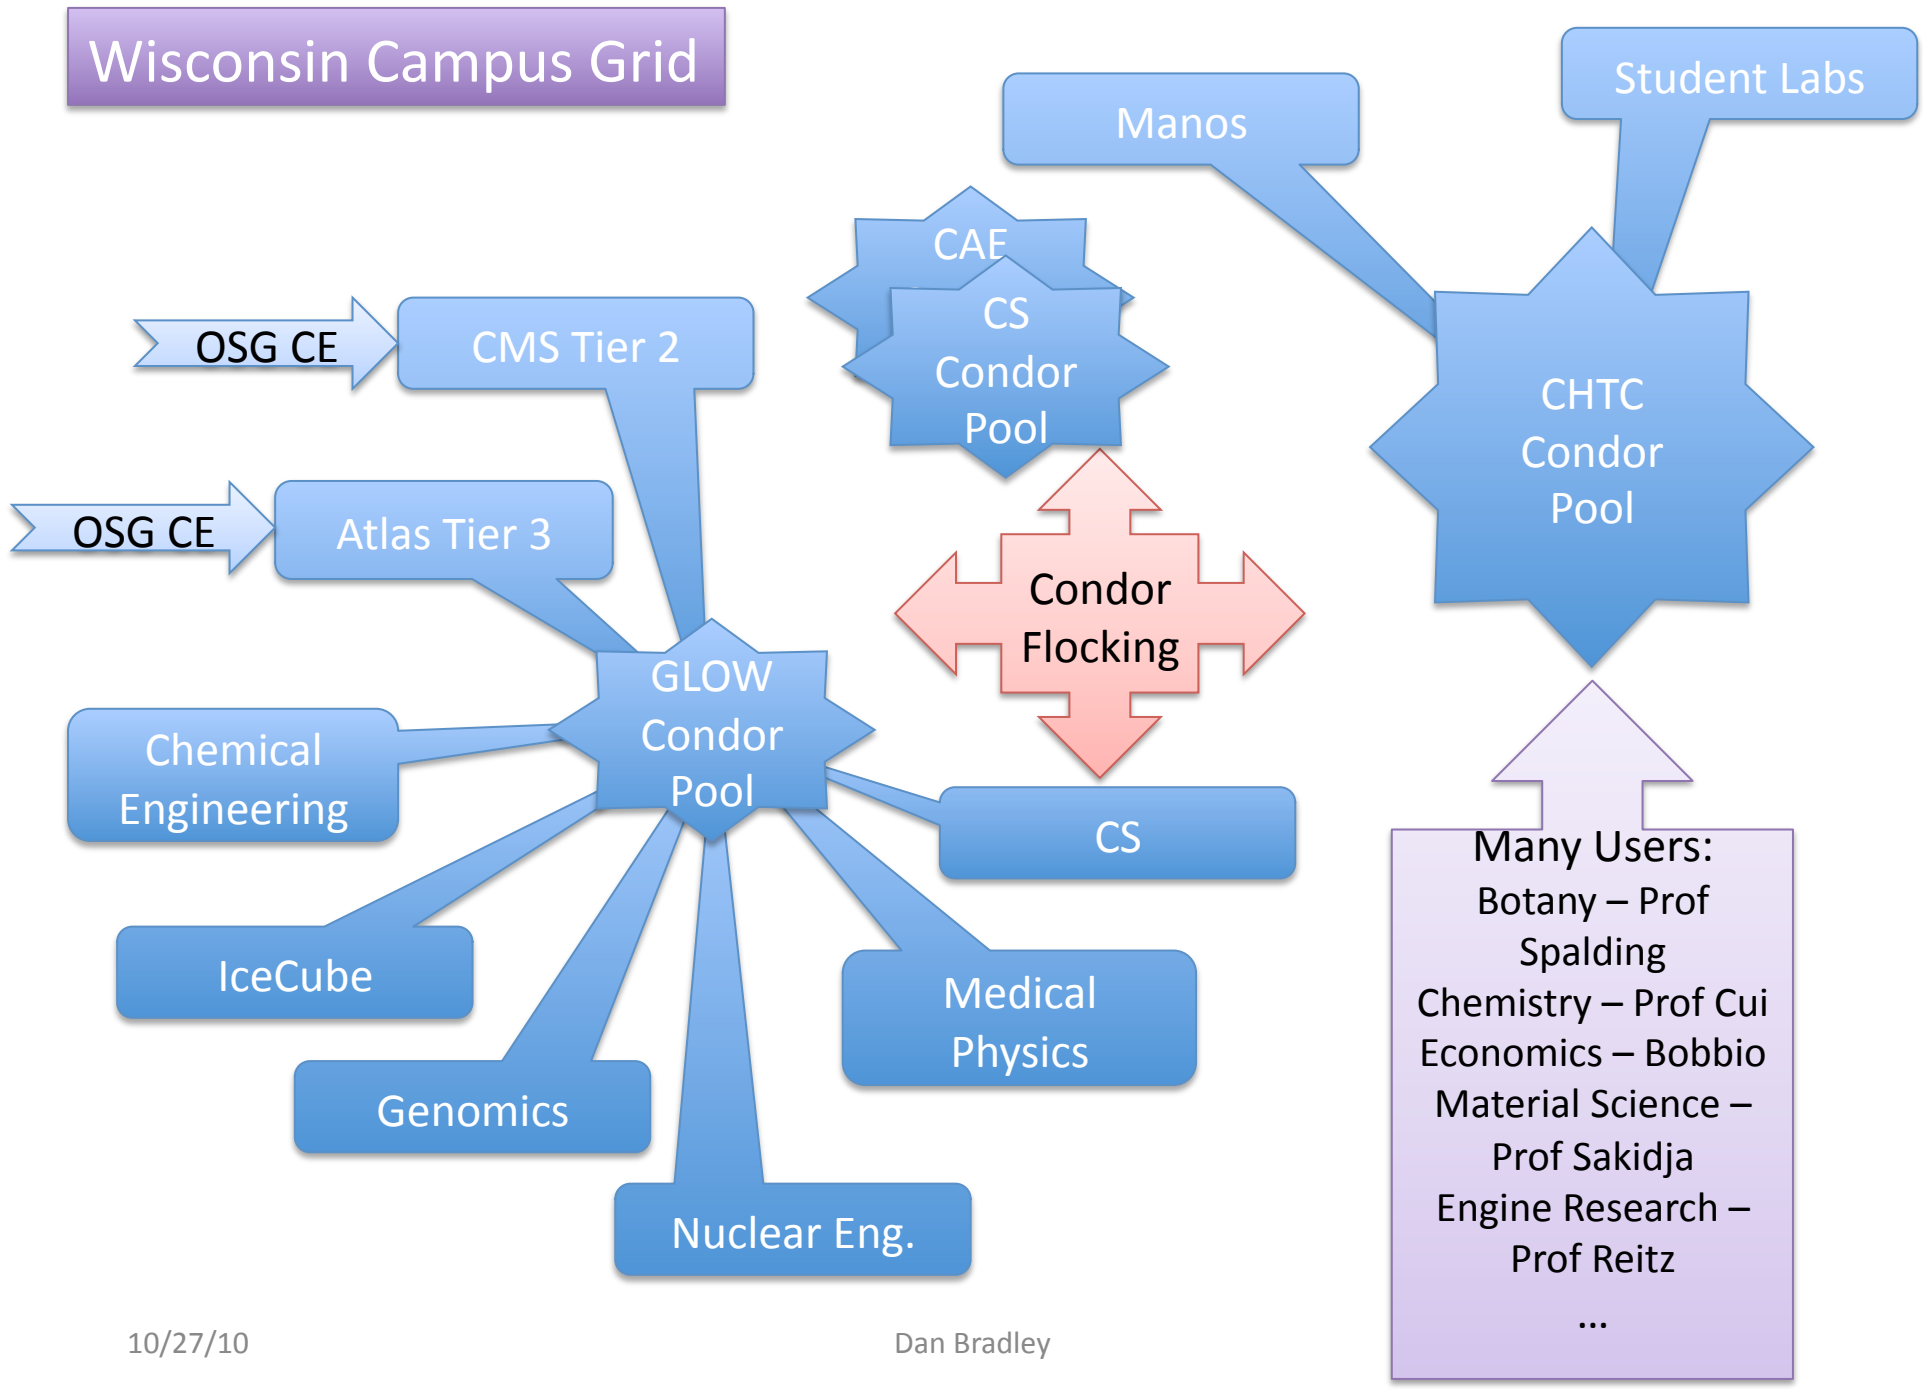 Wisconsin Campus Grid
Manos
Student Labs
CAE
CS
Condor
Pool
OSG CE
CMS Tier 2
OSG CE
Atlas Tier 3
CHTC
Condor
Pool
Condor
Flocking
GLOW
Condor
Pool
Chemical
Engineering
CS
IceCube
Medical
Physics
Genomics
Nuclear Eng.
Many Users:
Botany – Prof
Spalding
Chemistry – Prof Cui
Economics – Bobbio
Material Science –
Prof Sakidja
Engine Research –
Prof Reitz
...
10/27/10
Dan Bradley